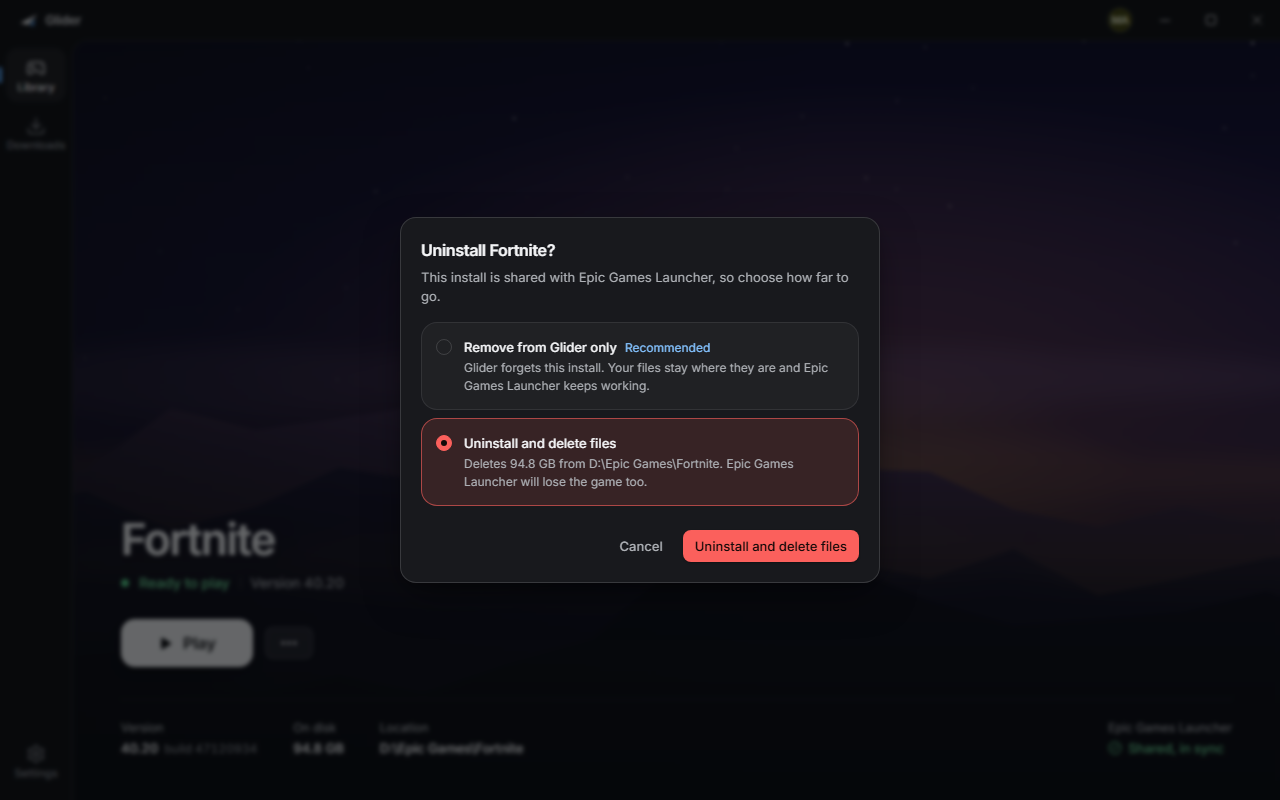 Glider
Library
Downloads
Uninstall Fortnite?
This install is shared with Epic Games Launcher, so choose how far to
go.
Remove from Glider only Recommended
Glider forgets this install. Your files stay where they are and Epic
Games Launcher keeps working.
Uninstall and delete files
Deletes 94.8 GB from D:\Epic Games\Fortnite. Epic Games
Launcher will lose the game too.
Cancel Uninstall and delete files
Fortnite
Ready to play Version 40.20
Play
Version On disk Location Epic Games Launcher
40.20 build 94.8 GB D:\Epic Games\Fortnite Shared, in sync
Settings